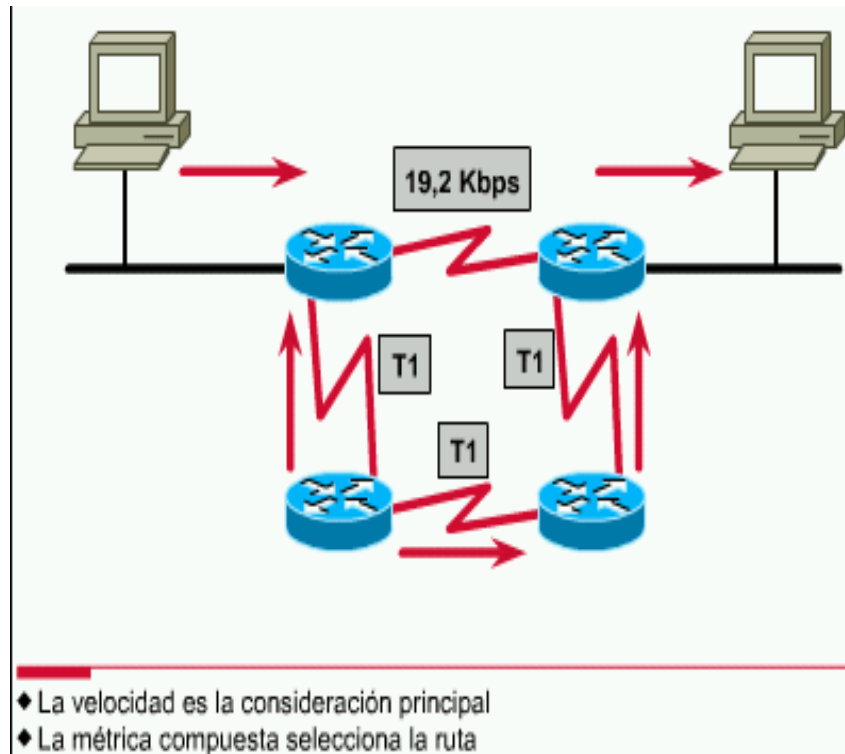 19,2 Kbps
T1
T1
T1
♦ La velocidad es la consideración principal
♦ La métrica compuesta selecciona la ruta